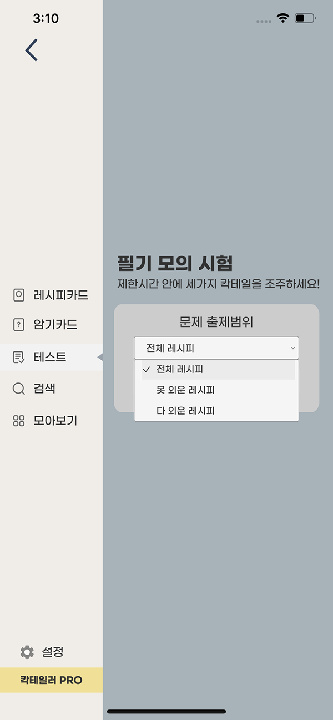 3:10
필기 모의 시험
제한시간 안에 세가지 칵테일을 조주하세요!
문제 출제범위
전체 레시피
전체 레시피
못 외운 레시피
다 외운 레시피
레시피카드
암기카드
테스트
검색
모아보기
설정
칵테일러 PRO